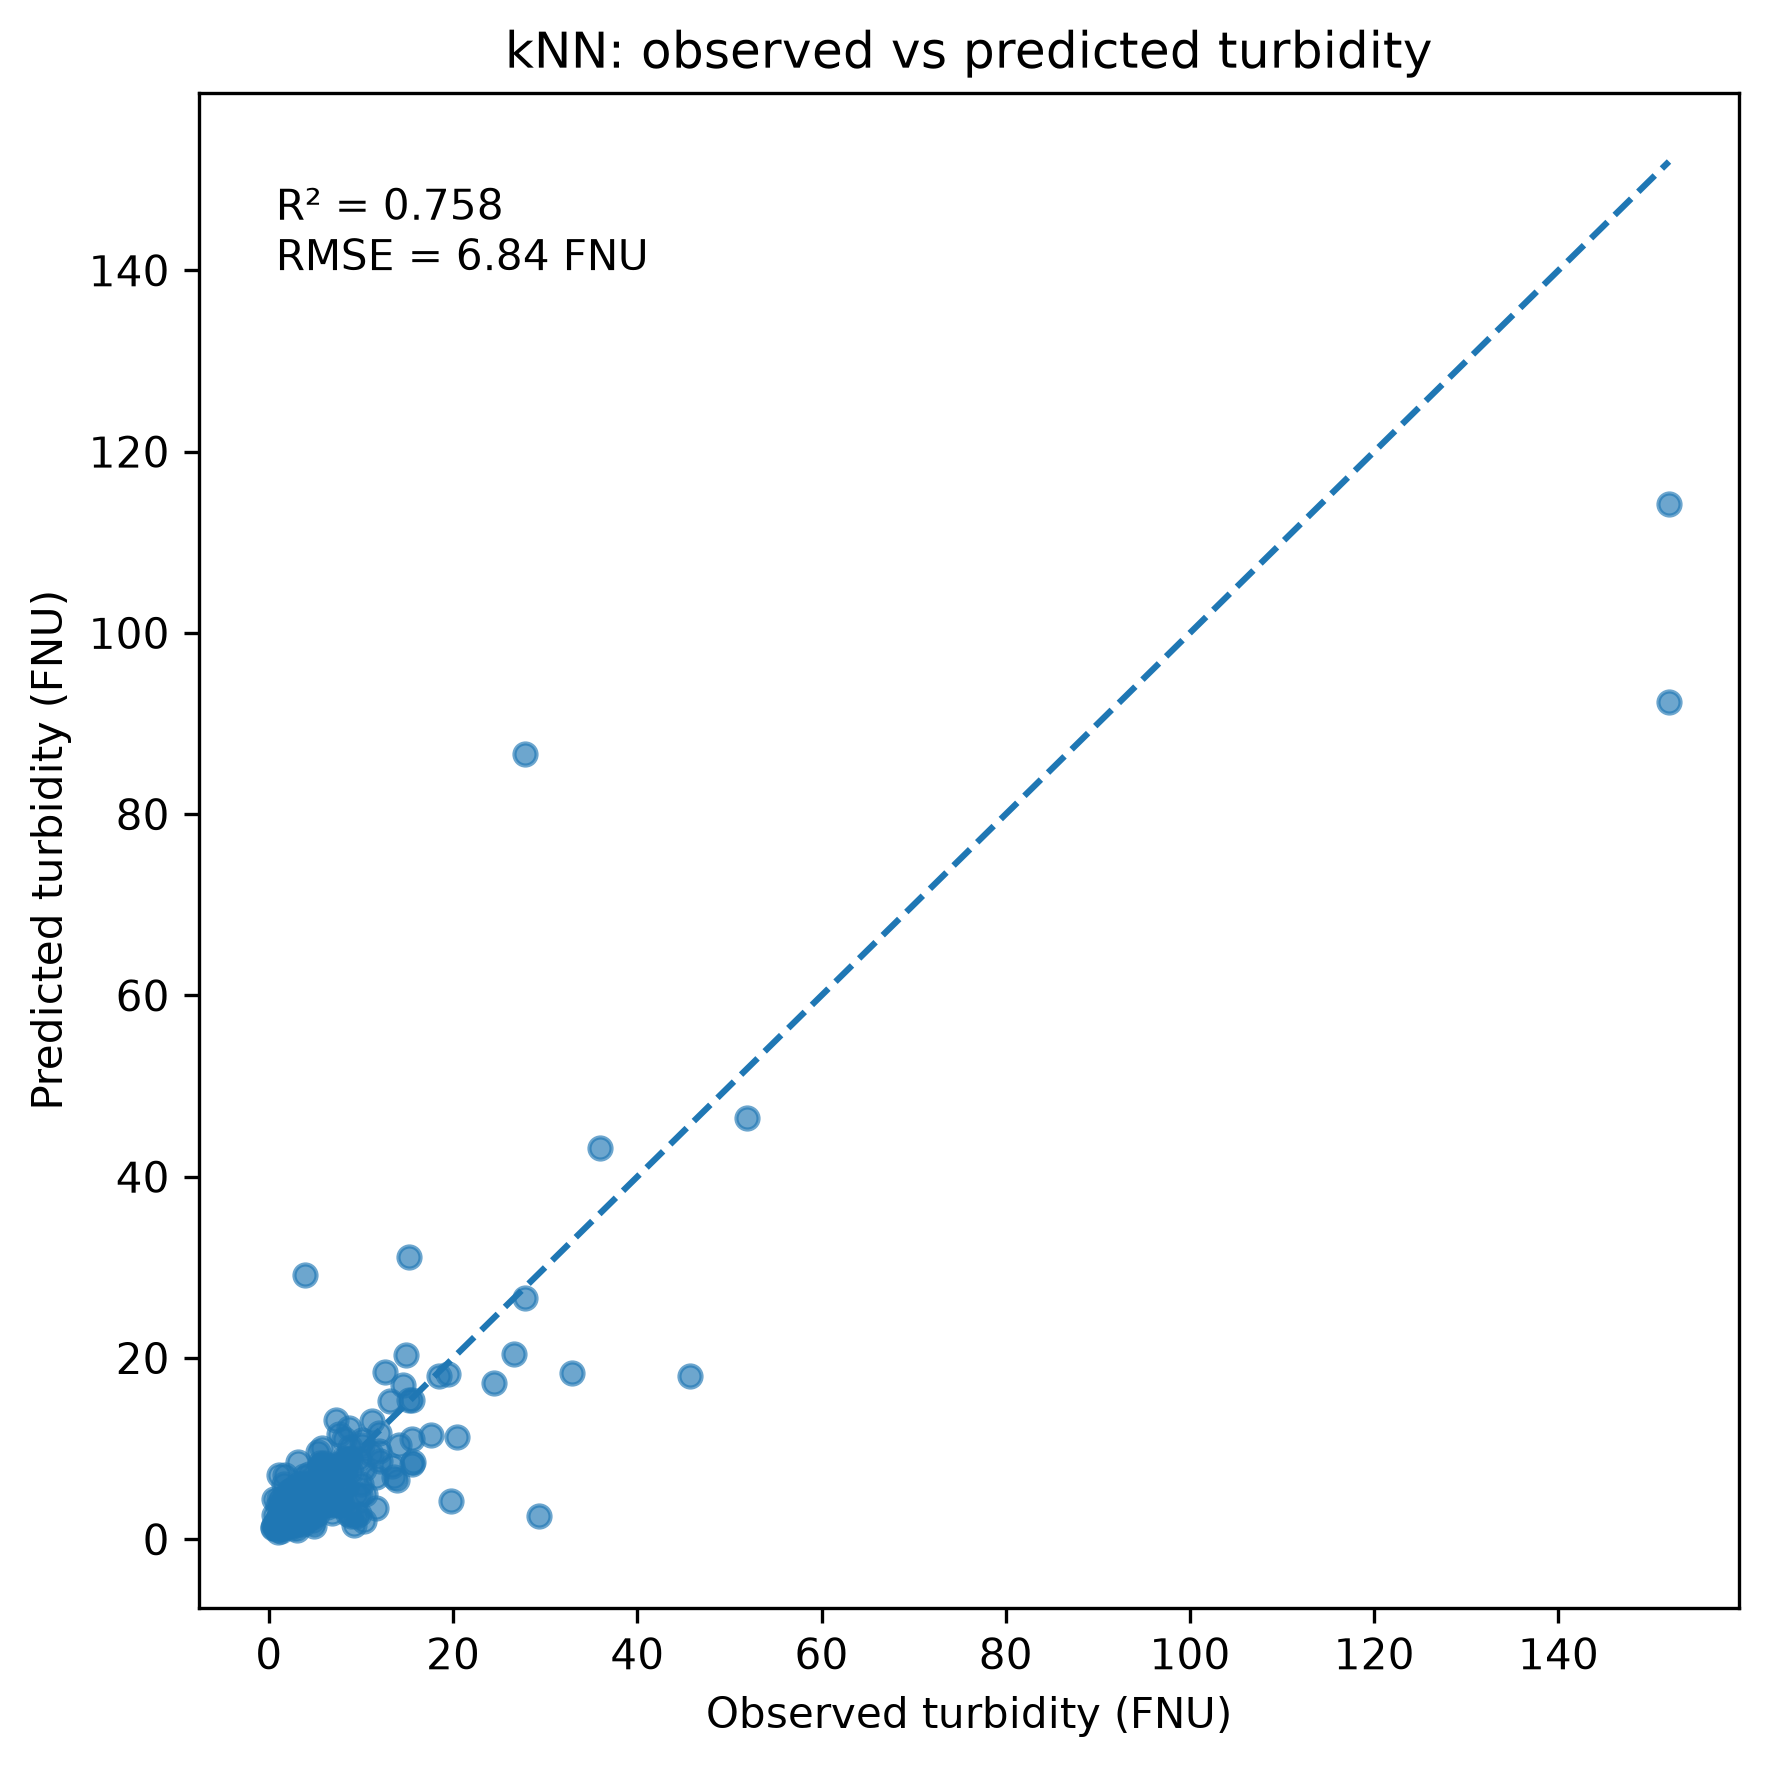 kNN: observed vs predicted turbidity
R² = 0.758
RMSE = 6.84 FNU
140
120
100
80
60
40
20
0
Predicted turbidity (FNU)
0 20 40 60 80 100 120 140
Observed turbidity (FNU)